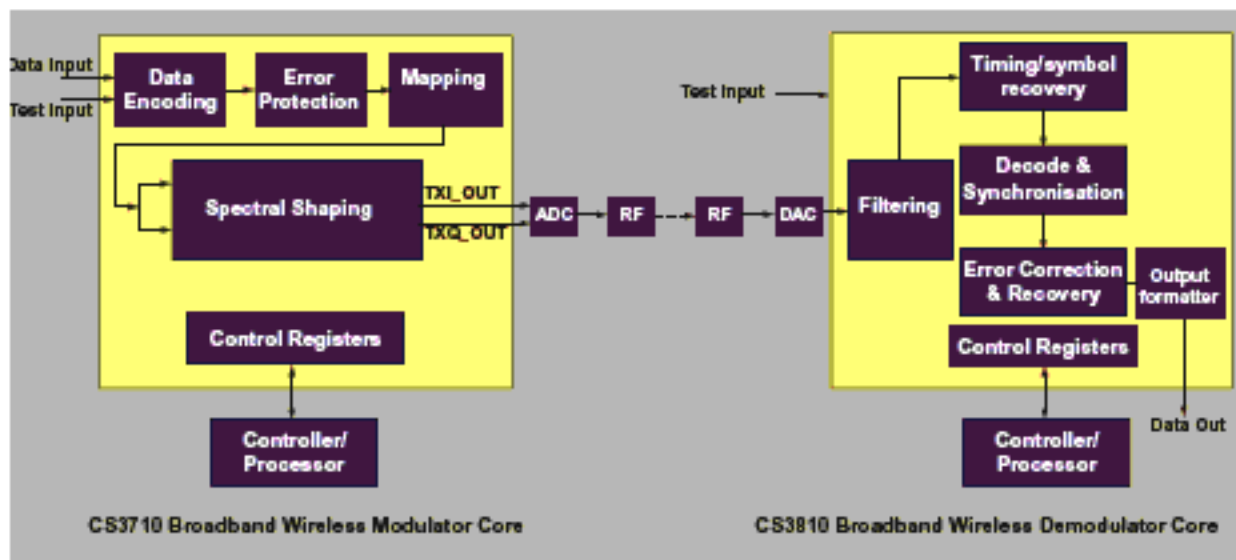 Data Input
Test Input
Data
Encoding
Error
Protection
Mapping
Spectral Shaping
TXI_OUT
TXQ_OUT
ADC
RF
RF
DAC
Control Registers
Controller/
Processor
CS3710 Broadband Wireless Modulator Core
Test Input
Filtering
Timing/symbol
recovery
Decode &
Synchronisation
Error Correction
& Recovery
Output
formatter
Control Registers
Controller/
Processor
Data Out
CS3810 Broadband Wireless Demodulator Core